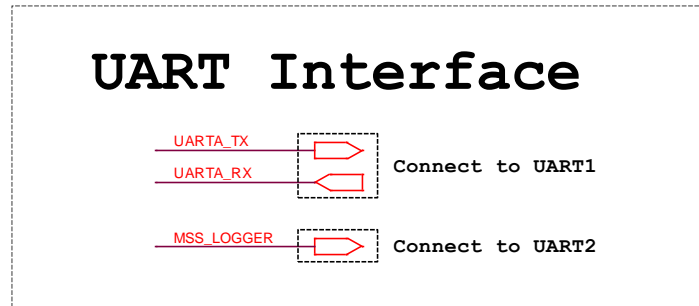 UART Interface
UARTA_TX
UARTA_RX
Connect to UART1
MSS_LOGGER
Connect to UART2